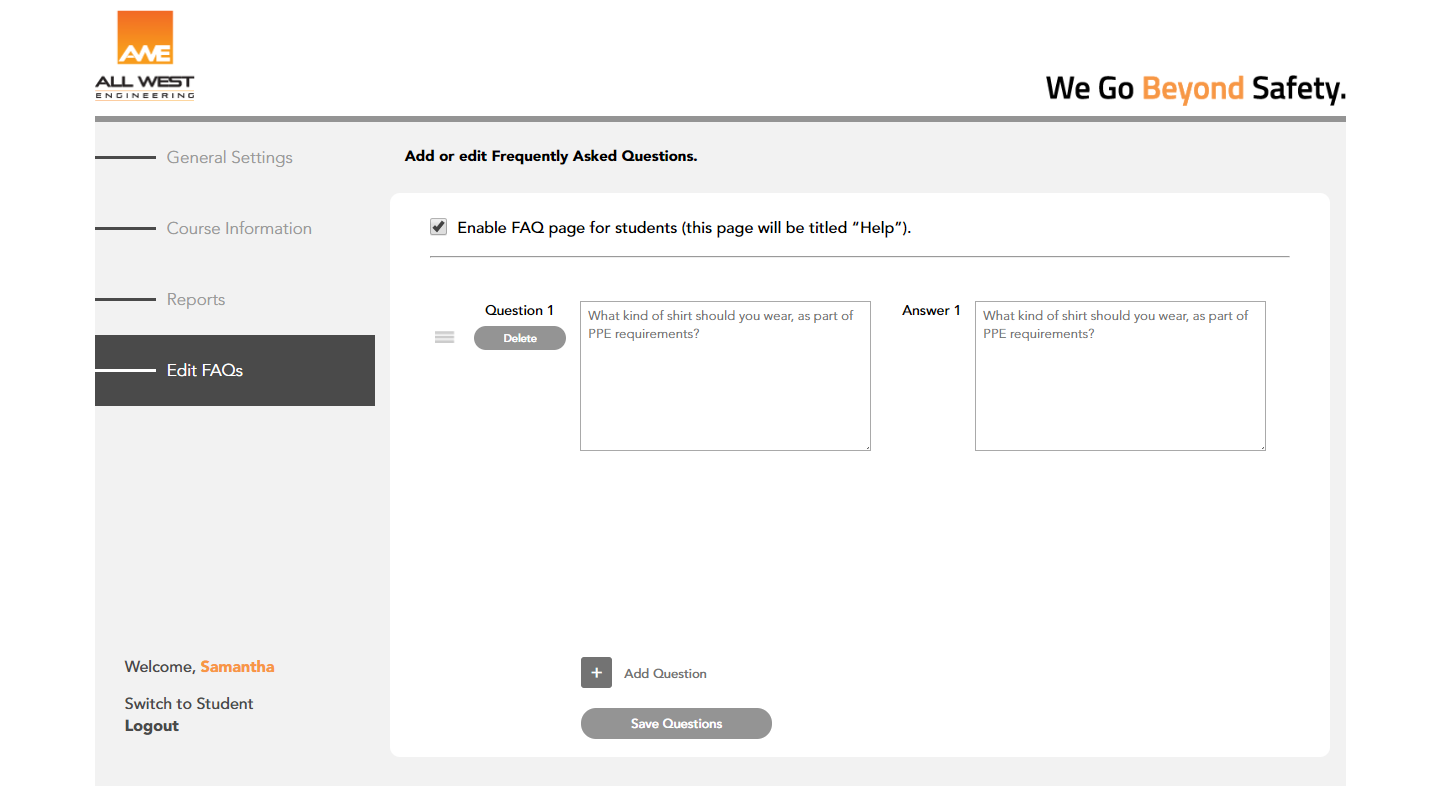 AWE
ALL WEST
ENGINEERING
We Go Beyond Safety.
General Settings
Course Information
Reports
Edit FAQs
Welcome, Samantha
Switch to Student
Logout
Add or edit Frequently Asked Questions.
Enable FAQ page for students (this page will be titled “Help”).
Question 1
Delete
What kind of shirt should you wear, as part of
PPE requirements?
Answer 1
What kind of shirt should you wear, as part of
PPE requirements?
+ Add Question
Save Questions